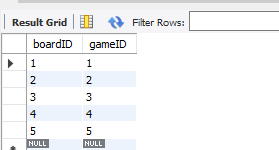 Result Grid Filter Rows:
boardID gameID
1 1
2 2
3 3
4 4
5 5
NULL NULL